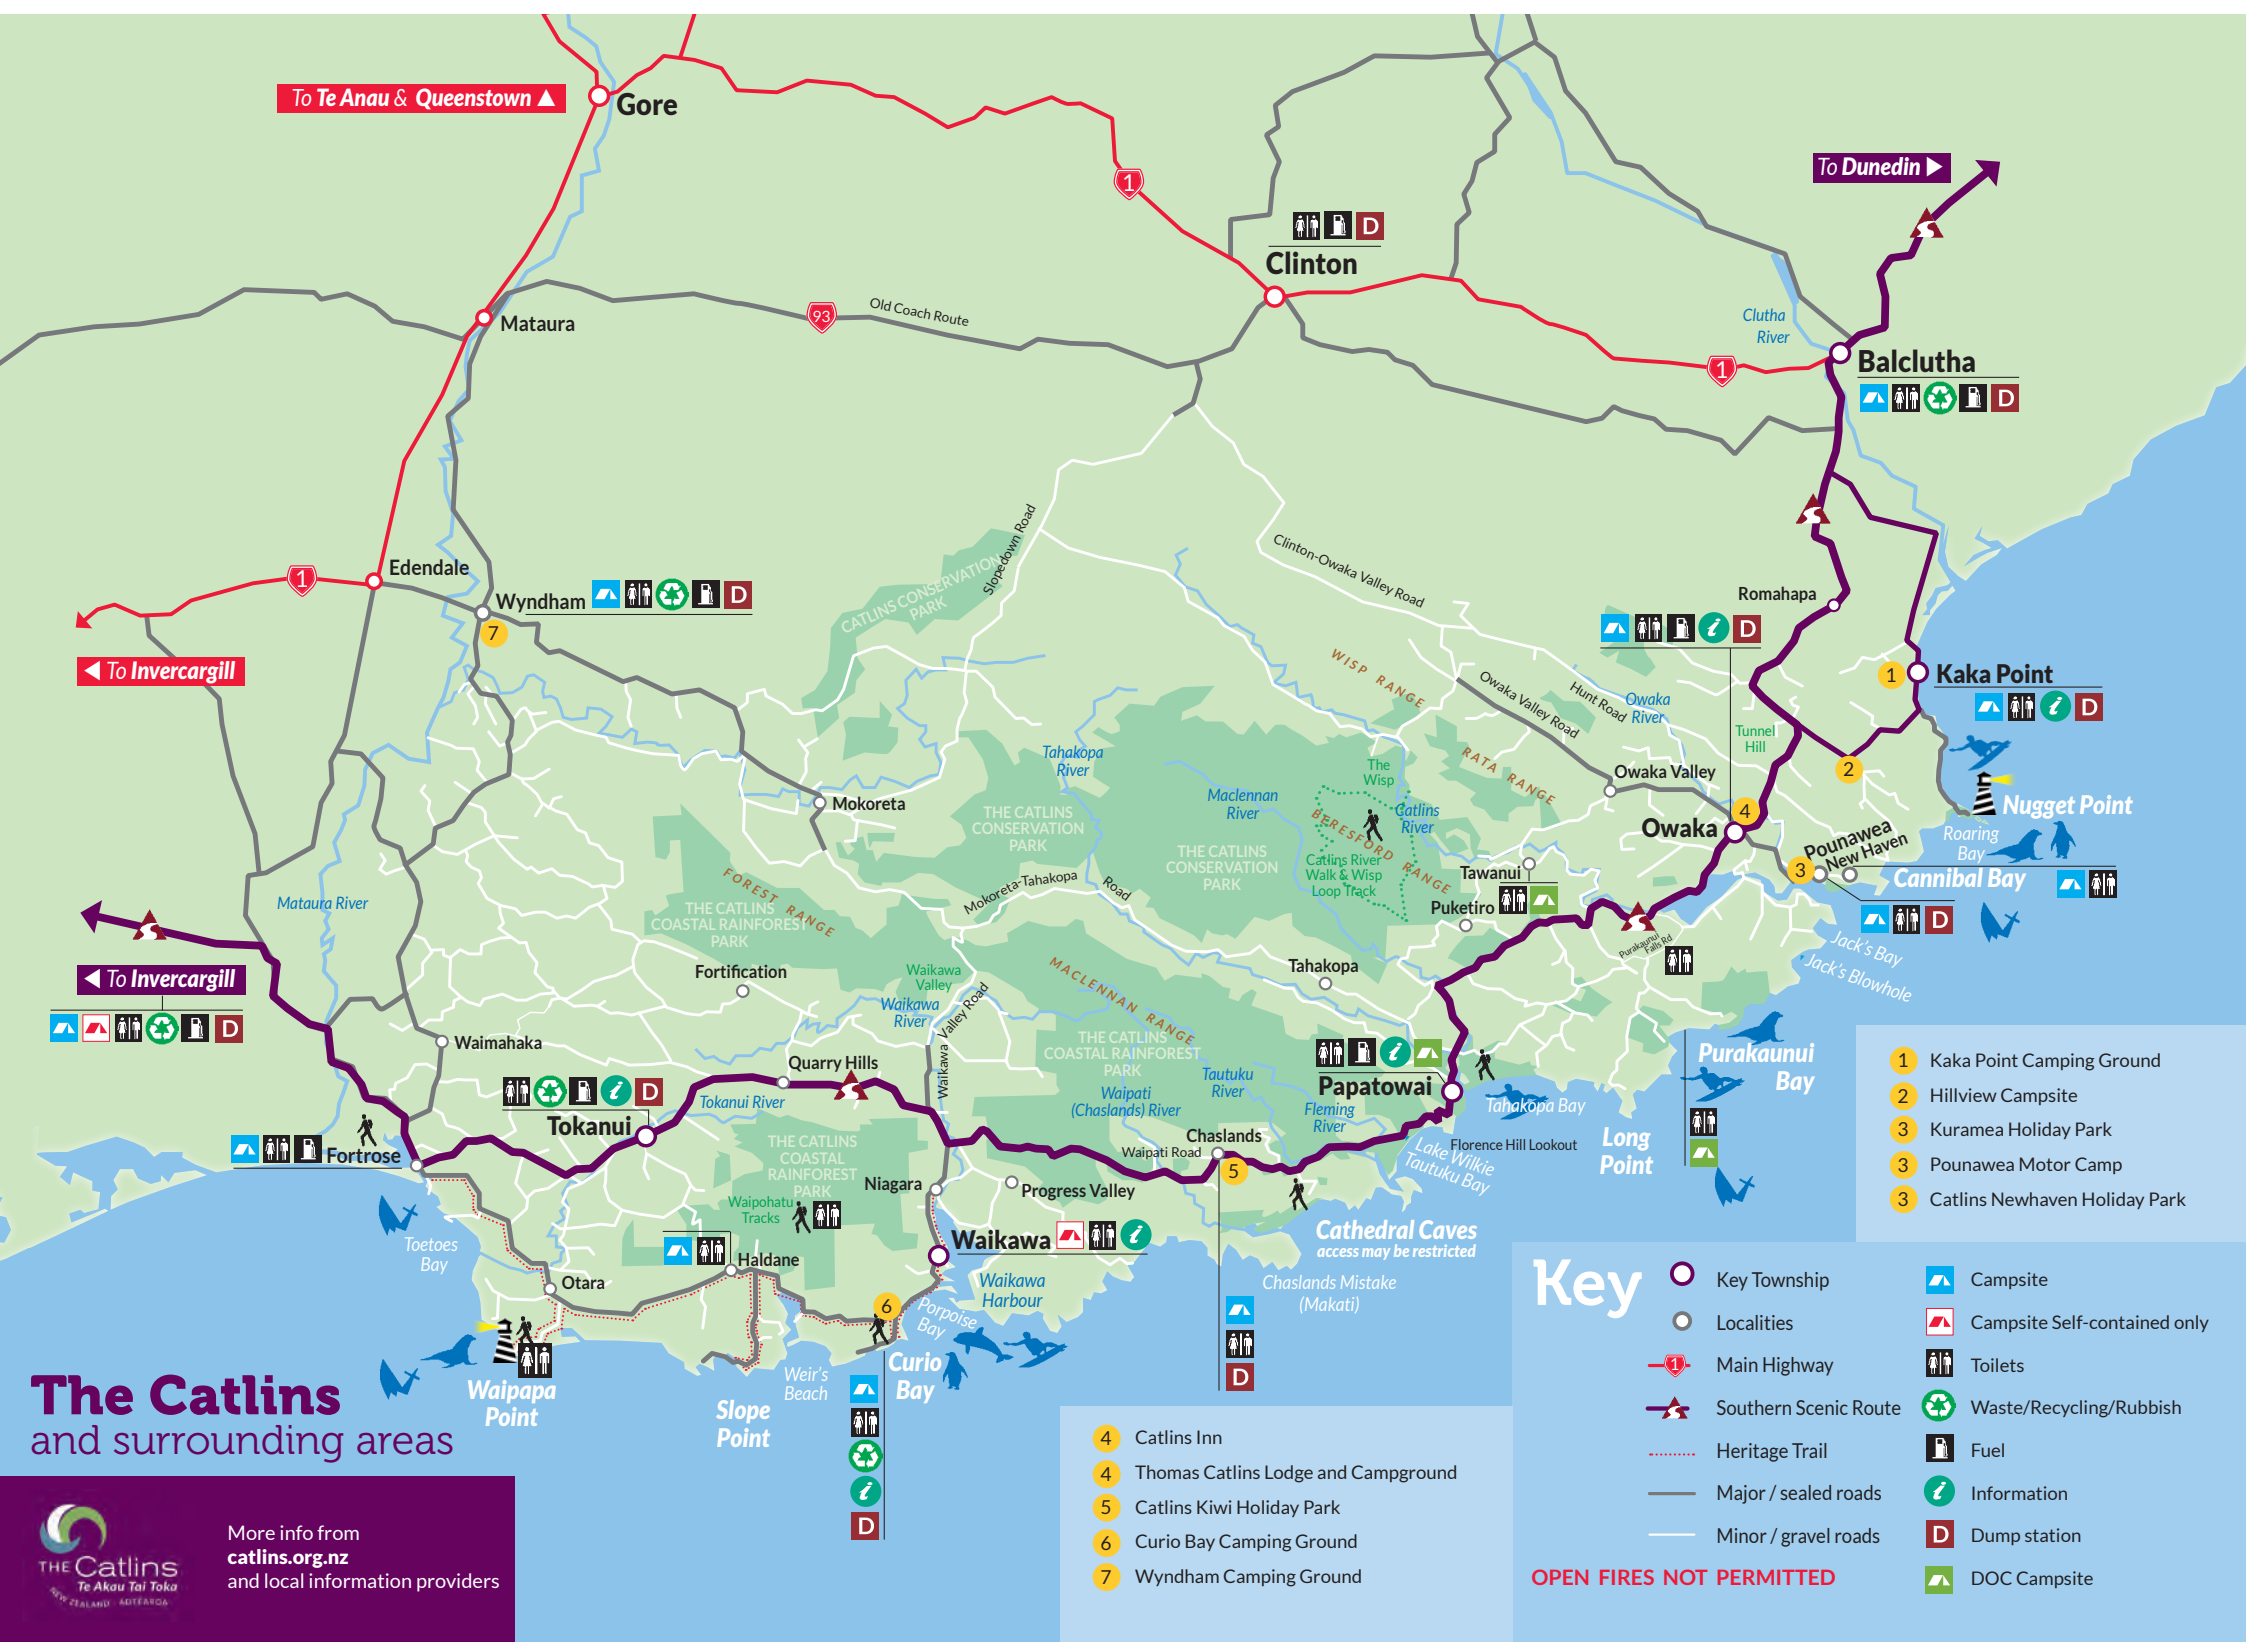 To Te Anau & Queenstown
Gore
1
To Dunedin
D
Clinton
Clutha
River
93
Old Coach Route
Mataura
1
Balclutha
D
Slopedown Road
Clinton-Owaka Valley Road
Edendale
1
CATLINS CONSERVATION
PARK
Wyndham
D
7
Romahapa
i D
To Invercargill
WISP RANGE
Owaka Valley Road
Hunt Road
Owaka
River
1
Kaka Point
i D
Tunnel
Hill
Tahakopa
River
The
Wisp
RATA RANGE
Owaka Valley
2
Maclennan
River
Catlins
River
Mokoreta
THE CATLINS
CONSERVATION
PARK
BERESFORD RANGE
4
Owaka
Nugget Point
Roaring
Bay
Pounawea
New Haven
3
THE CATLINS
CONSERVATION
PARK
Catlins River
Walk & Wisp
Loop Track
Tawanui
Cannibal Bay
FOREST RANGE
Mokoreta-Tahakopa Road
Mataura River
THE CATLINS
COASTAL RAINFOREST
PARK
Puketiro
D
Purakaunui
Falls Rd
Jack's Bay
Jack's Blowhole
To Invercargill
D
Fortification
Waikawa
Valley
Waikawa
River
Waikawa Valley Road
MACLENNAN RANGE
Tahakopa
THE CATLINS
COASTAL RAINFOREST
PARK
Waimahaka
Quarry Hills
i
Papatowai
Purakaunui
Bay
i D
Tokanui
Tokanui River
Tautuku
River
Waipati
(Chaslands) River
Fleming
River
Tahakopa Bay
THE CATLINS
COASTAL
RAINFOREST
PARK
Fortrose
Chaslands
Waipati Road
5
Lake Wilkie
Tautuku Bay
Florence Hill Lookout
Long
Point
Niagara
Progress Valley
Waipohatu
Tracks
Toetoes
Bay
Waikawa
i
Cathedral Caves
access may be restricted
Haldane
Otara
Waikawa
Harbour
Chaslands Mistake
(Makati)
6
Porpoise
Bay
D
Waipapa
Point
Weir's
Beach
Curio
Bay
Slope
Point
i
D
1 Kaka Point Camping Ground
2 Hillview Campsite
3 Kuramea Holiday Park
3 Pounawea Motor Camp
3 Catlins Newhaven Holiday Park
4 Catlins Inn
4 Thomas Catlins Lodge and Campground
5 Catlins Kiwi Holiday Park
6 Curio Bay Camping Ground
7 Wyndham Camping Ground
Key
Key Township
Localities
1 Main Highway
Southern Scenic Route
Heritage Trail
Major / sealed roads
Minor / gravel roads
OPEN FIRES NOT PERMITTED
Campsite
Campsite Self-contained only
Toilets
Waste/Recycling/Rubbish
Fuel
i Information
D Dump station
DOC Campsite
The Catlins
and surrounding areas
THE Catlins
Te Akau Tai Toka
NEW ZEALAND - AOTEAROA
More info from
catlins.org.nz
and local information providers